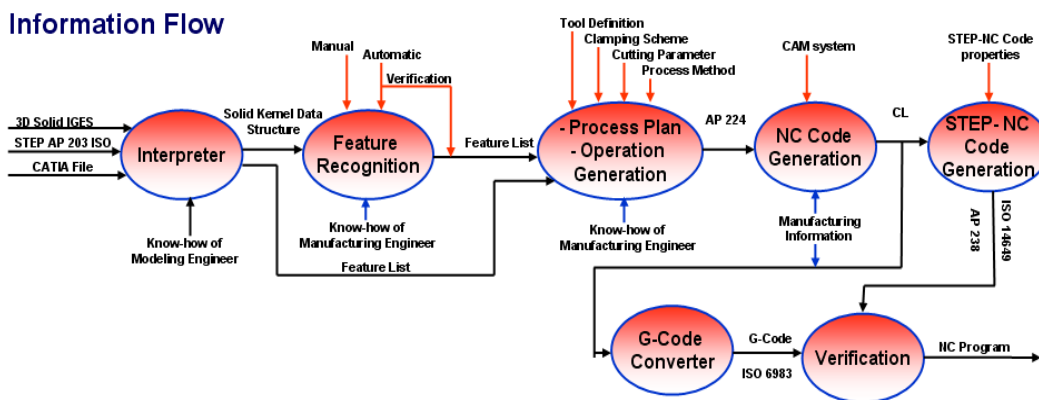 Information Flow
Manual
Automatic
Verification
Tool Definition
Clamping Scheme
Cutting Parameter
Process Method
CAM system
STEP-NC Code
properties
3D Solid IGES
STEP AP 203 ISO
CATIA File
Interpreter
Solid Kernel Data
Structure
Feature
Recognition
Feature List
- Process Plan
- Operation
Generation
AP 224
NC Code
Generation
CL
STEP- NC
Code
Generation
Know-how of
Modeling Engineer
Know-how of
Manufacturing Engineer
Feature List
Know-how of
Manufacturing Engineer
Manufacturing
Information
ISO 14649
AP 238
G-Code
Converter
G-Code
ISO 6983
Verification
NC Program